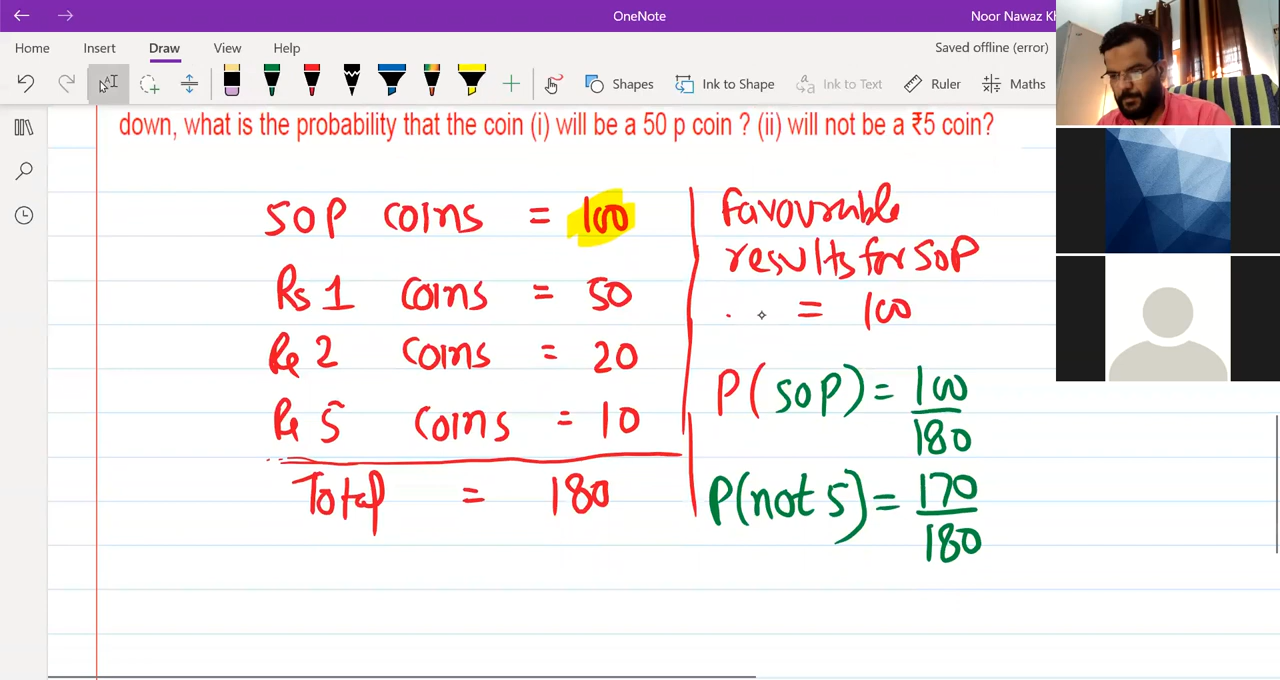 OneNote
Noor Nawaz Kh
Home Insert Draw View Help
Saved offline (error)
Shapes Ink to Shape Ink to Text Ruler Maths
down, what is the probability that the coin (i) will be a 50 p coin ? (ii) will not be a ₹5 coin?
50P coins = 100
Rs 1 coins = 50
Rs 2 coins = 20
Rs 5 coins = 10
Total = 180
favourable
results for 50P
= 100
P(50P) = 100/180
P(not 5) = 170/180